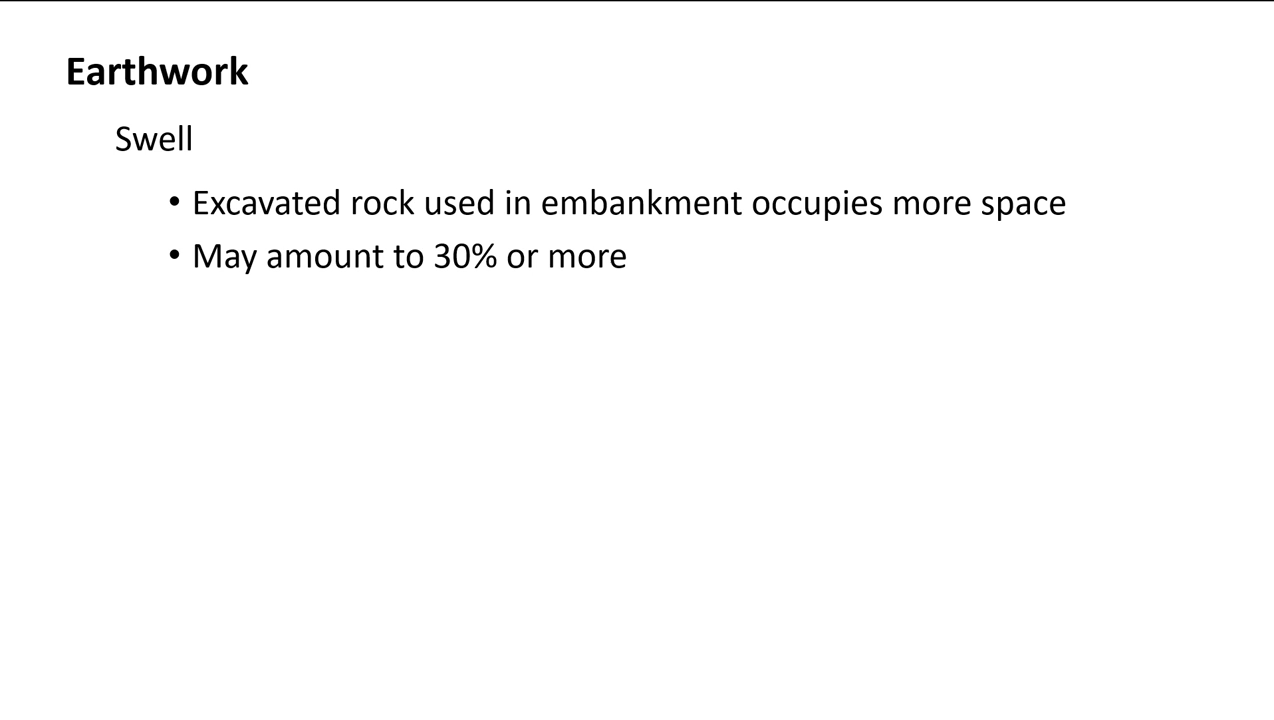 Earthwork
Swell
• Excavated rock used in embankment occupies more space
• May amount to 30% or more